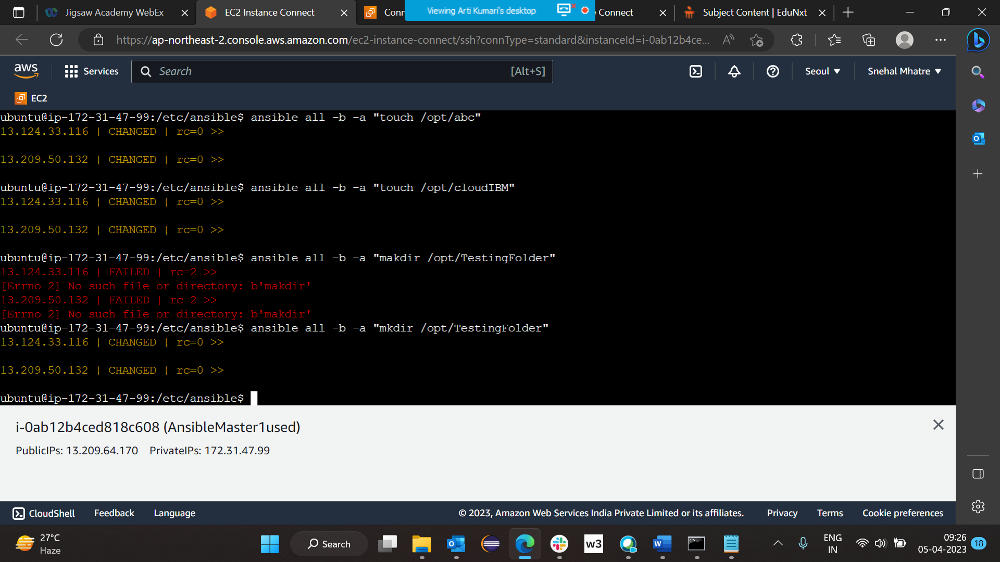 Jigsaw Academy WebEx
EC2 Instance Connect
Conn
Viewing Arti Kumari's desktop
Connect
Subject Content | EduNxt
https://ap-northeast-2.console.aws.amazon.com/ec2-instance-connect/ssh?connType=standard&instanceId=i-0ab12b4ce...
aws
Services
Search
[Alt+S]
Seoul
Snehal Mhatre
EC2
ubuntu@ip-172-31-47-99:/etc/ansible$ ansible all -b -a "touch /opt/abc"
13.124.33.116 | CHANGED | rc=0 >>
13.209.50.132 | CHANGED | rc=0 >>
ubuntu@ip-172-31-47-99:/etc/ansible$ ansible all -b -a "touch /opt/cloudIBM"
13.124.33.116 | CHANGED | rc=0 >>
13.209.50.132 | CHANGED | rc=0 >>
ubuntu@ip-172-31-47-99:/etc/ansible$ ansible all -b -a "makdir /opt/TestingFolder"
13.124.33.116 | FAILED | rc=2 >>
[Errno 2] No such file or directory: b'makdir'
13.209.50.132 | FAILED | rc=2 >>
[Errno 2] No such file or directory: b'makdir'
ubuntu@ip-172-31-47-99:/etc/ansible$ ansible all -b -a "mkdir /opt/TestingFolder"
13.124.33.116 | CHANGED | rc=0 >>
13.209.50.132 | CHANGED | rc=0 >>
ubuntu@ip-172-31-47-99:/etc/ansible$
i-0ab12b4ced818c608 (AnsibleMaster1used)
PublicIPs: 13.209.64.170 PrivateIPs: 172.31.47.99
CloudShell
Feedback
Language
© 2023, Amazon Web Services India Private Limited or its affiliates.
Privacy
Terms
Cookie preferences
27°C
Haze
Search
w3
ENG
IN
09:26
05-04-2023
18